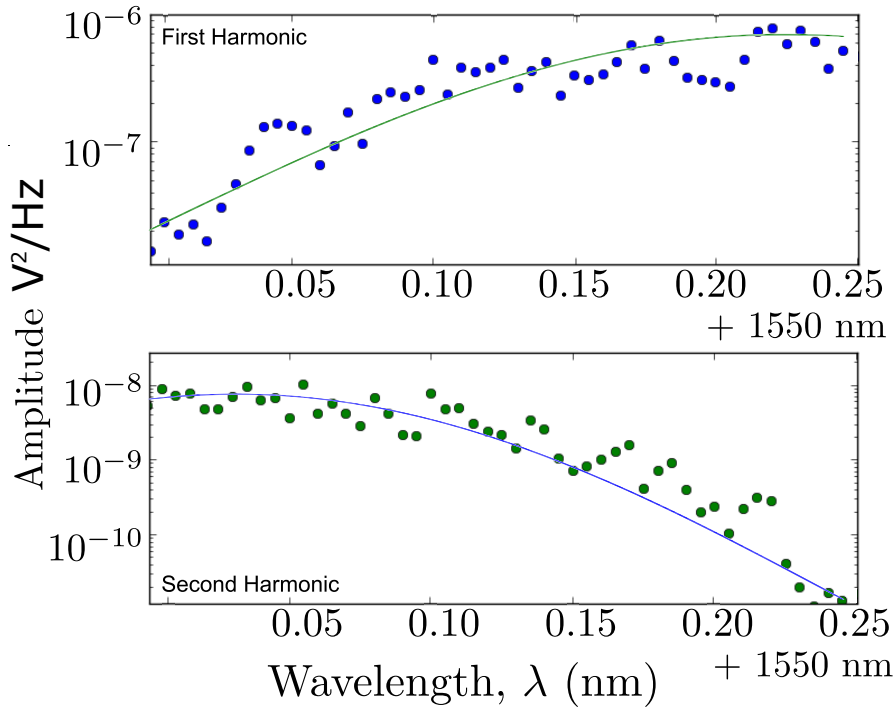 10⁻⁶
First Harmonic
10⁻⁷
0.05 0.10 0.15 0.20 0.25
+ 1550 nm
Amplitude V²/Hz
10⁻⁸
10⁻⁹
10⁻¹⁰
Second Harmonic
0.05 0.10 0.15 0.20 0.25
+ 1550 nm
Wavelength, λ (nm)